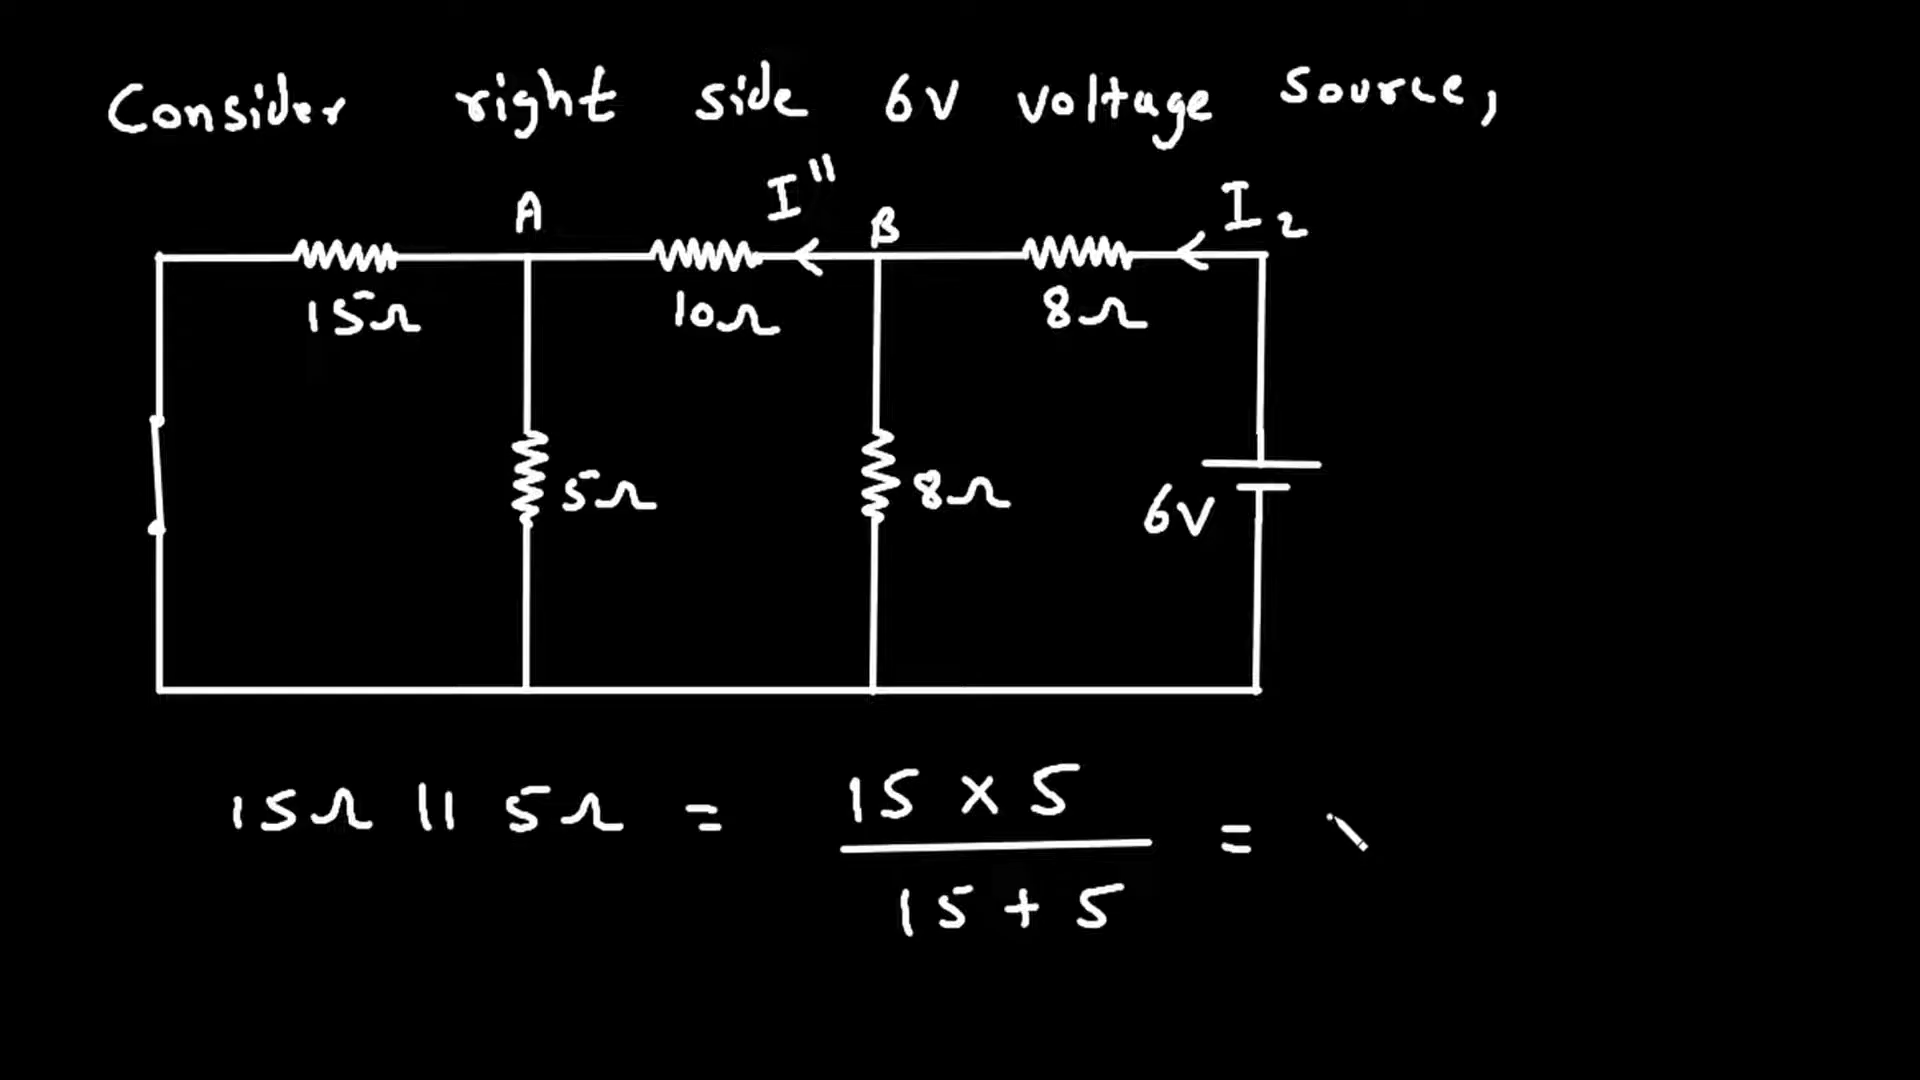 Consider right side 6V voltage source,
A I'' B I₂
15Ω 10Ω 8Ω
5Ω 8Ω 6V
15Ω || 5Ω = 15 × 5 / 15 + 5 =